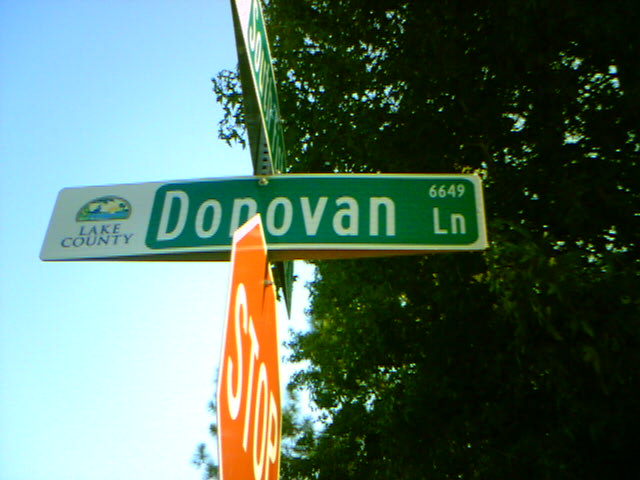 LAKE
COUNTY
Donovan
6649
Ln
STOP